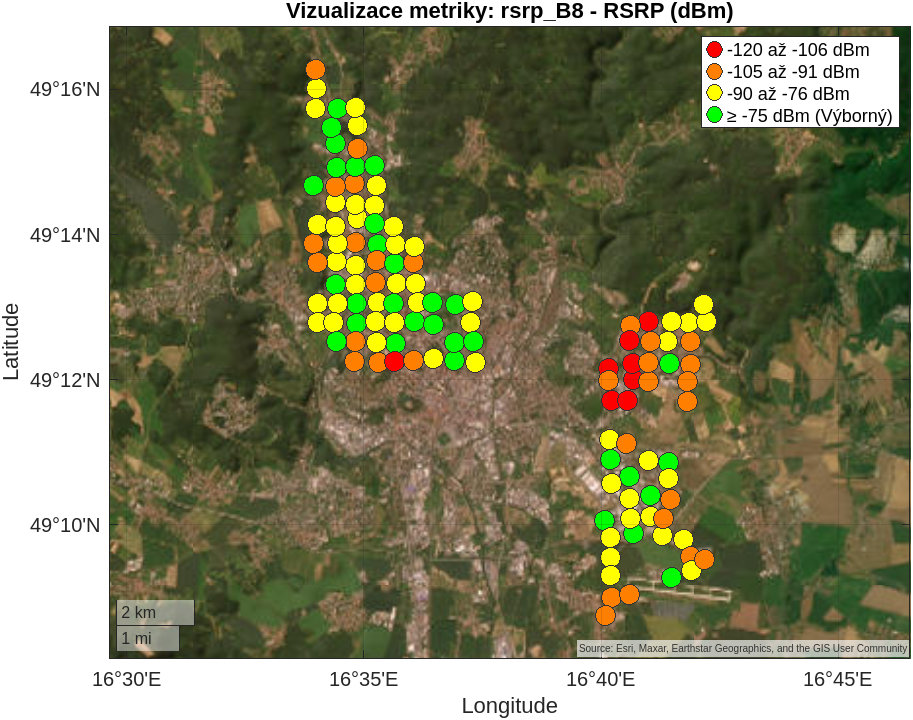 Vizualizace metriky: rsrp_B8 - RSRP (dBm)
-120 až -106 dBm
-105 až -91 dBm
-90 až -76 dBm
≥ -75 dBm (Výborný)
49°16'N
49°14'N
49°12'N
49°10'N
Latitude
2 km
1 mi
Source: Esri, Maxar, Earthstar Geographics, and the GIS User Community
16°30'E
16°35'E
16°40'E
16°45'E
Longitude